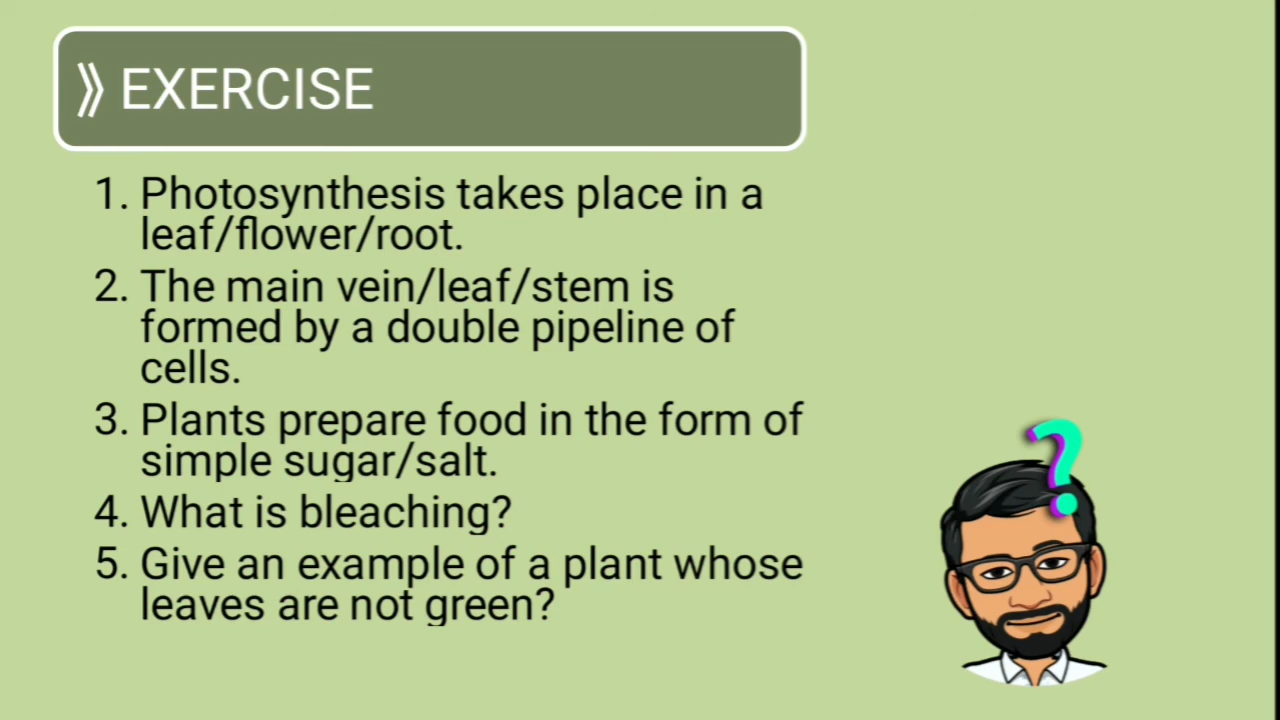 ⟫ EXERCISE
1. Photosynthesis takes place in a
leaf/flower/root.
2. The main vein/leaf/stem is
formed by a double pipeline of
cells.
3. Plants prepare food in the form of
simple sugar/salt.
4. What is bleaching?
5. Give an example of a plant whose
leaves are not green?
?